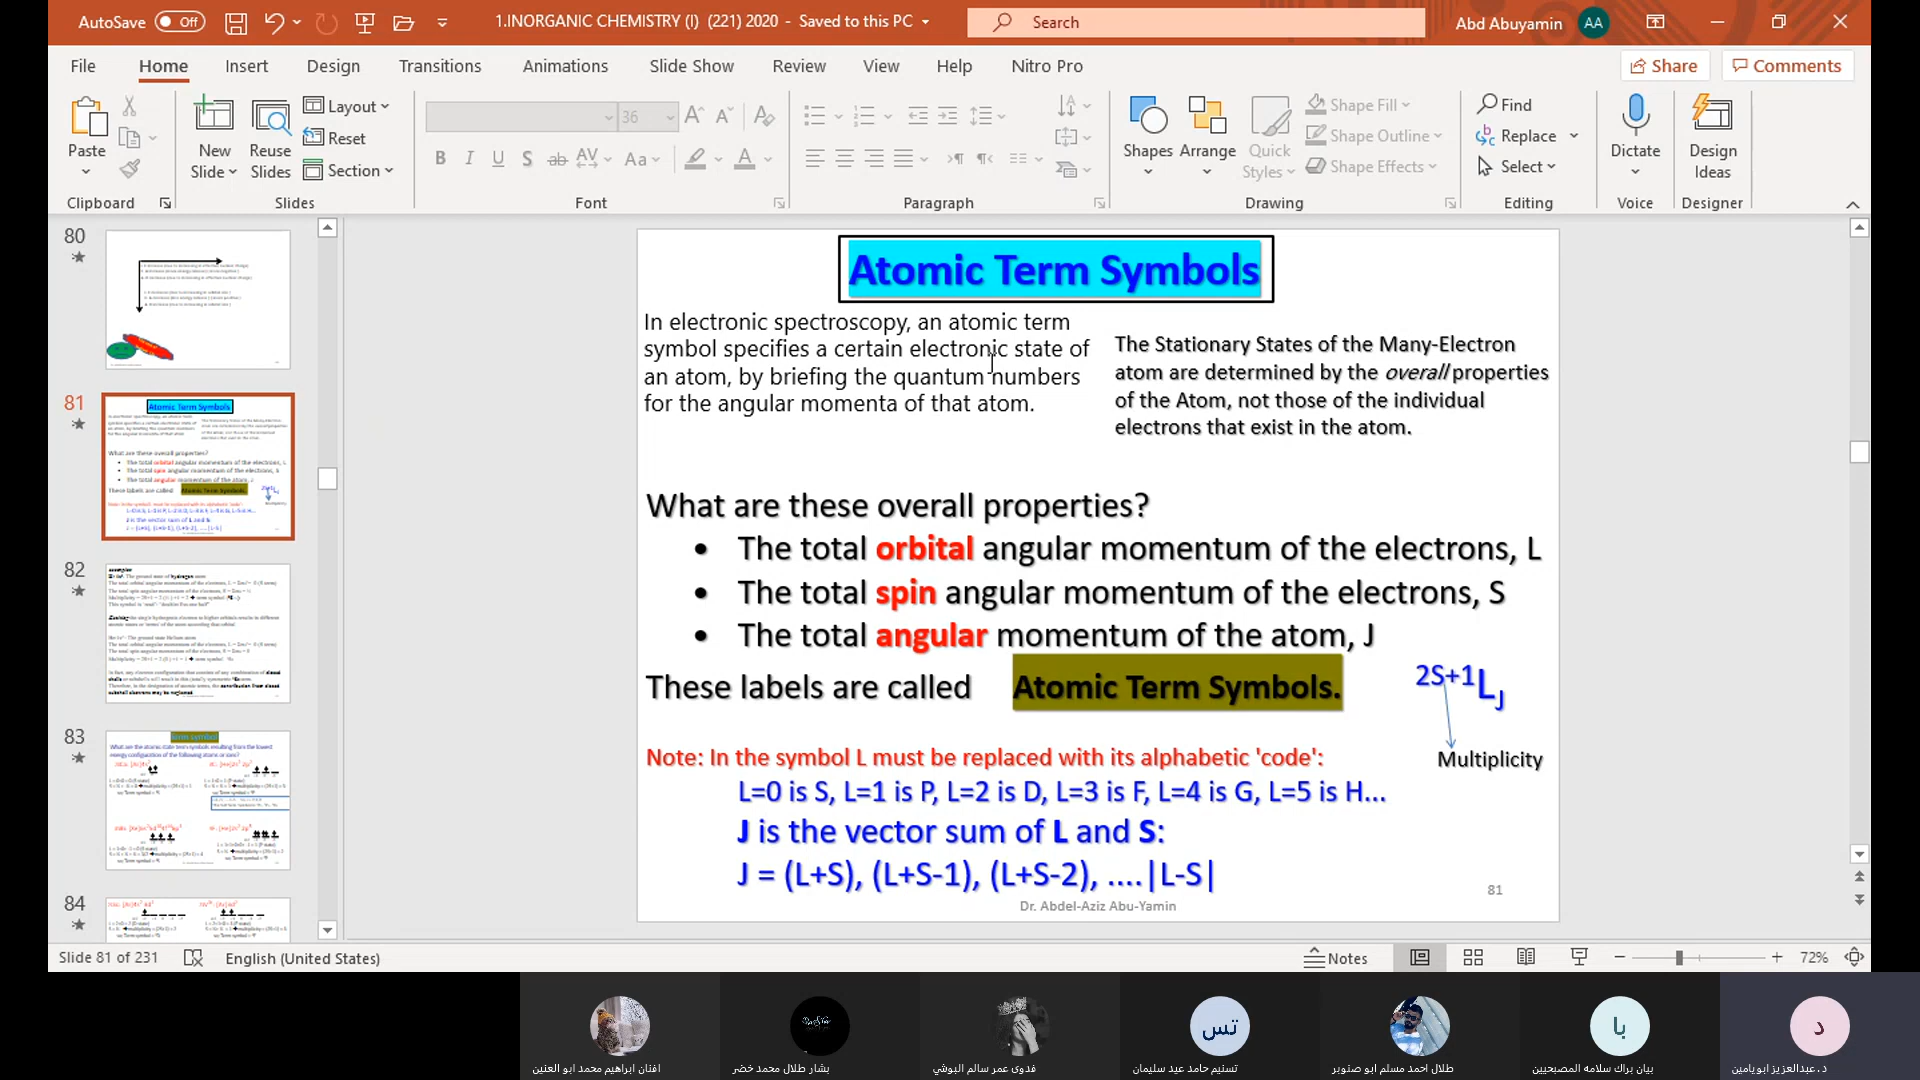 AutoSave Off
1.INORGANIC CHEMISTRY (I) (221) 2020 - Saved to this PC
Search
Abd Abuyamin AA
File Home Insert Design Transitions Animations Slide Show Review View Help Nitro Pro
Share Comments
Paste
Clipboard
New Slide
Reuse Slides
Layout
Reset
Section
Slides
36
Font
Paragraph
Shapes
Arrange
Quick Styles
Shape Fill
Shape Outline
Shape Effects
Drawing
Find
Replace
Select
Editing
Dictate
Voice
Design Ideas
Designer
80
81
82
83
84
Atomic Term Symbols
In electronic spectroscopy, an atomic term
symbol specifies a certain electronic state of
an atom, by briefing the quantum numbers
for the angular momenta of that atom.
The Stationary States of the Many-Electron
atom are determined by the overall properties
of the Atom, not those of the individual
electrons that exist in the atom.
What are these overall properties?
• The total orbital angular momentum of the electrons, L
• The total spin angular momentum of the electrons, S
• The total angular momentum of the atom, J
These labels are called Atomic Term Symbols.
2S+1LJ
Multiplicity
Note: In the symbol L must be replaced with its alphabetic 'code':
L=0 is S, L=1 is P, L=2 is D, L=3 is F, L=4 is G, L=5 is H...
J is the vector sum of L and S:
J = (L+S), (L+S-1), (L+S-2), ....|L-S|
81
Dr. Abdel-Aziz Abu-Yamin
Slide 81 of 231
English (United States)
Notes
72%
افنان ابراهيم محمد ابو العنين
بشار طلال محمد خضر
فدوى عمر سالم البوشي
تس
تسنيم حامد عيد سليمان
طلال احمد مسلم ابو صنوبر
با
بيان براك سلامه المصبحيين
د
د. عبدالعزيز ابويامين